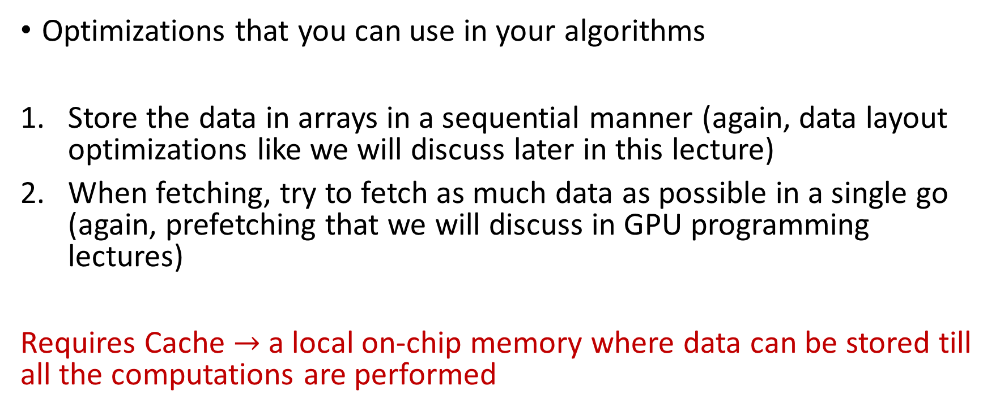 • Optimizations that you can use in your algorithms
1. Store the data in arrays in a sequential manner (again, data layout
optimizations like we will discuss later in this lecture)
2. When fetching, try to fetch as much data as possible in a single go
(again, prefetching that we will discuss in GPU programming
lectures)
Requires Cache → a local on-chip memory where data can be stored till
all the computations are performed